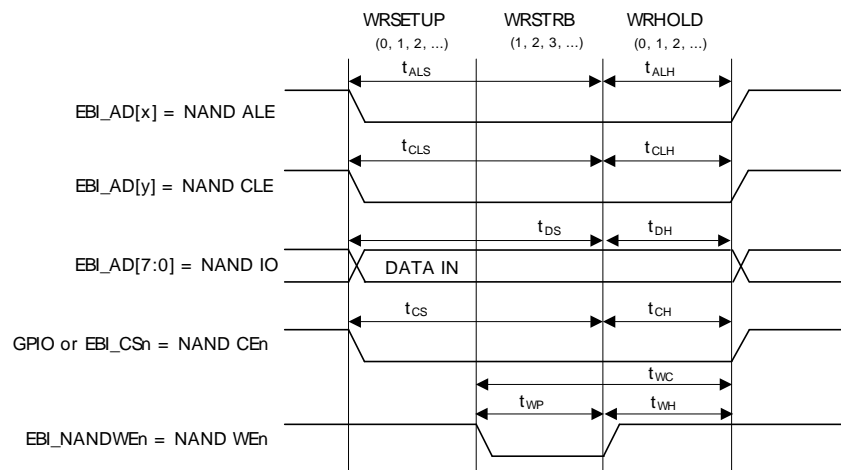 WRSETUP WRSTRB WRHOLD
(0, 1, 2, ...) (1, 2, 3, ...) (0, 1, 2, ...)
tALS tALH
EBI_AD[x] = NAND ALE
tCLS tCLH
EBI_AD[y] = NAND CLE
tDS tDH
EBI_AD[7:0] = NAND IO DATA IN
tCS tCH
GPIO or EBI_CSn = NAND CEn
tWC
tWP tWH
EBI_NANDWEn = NAND WEn